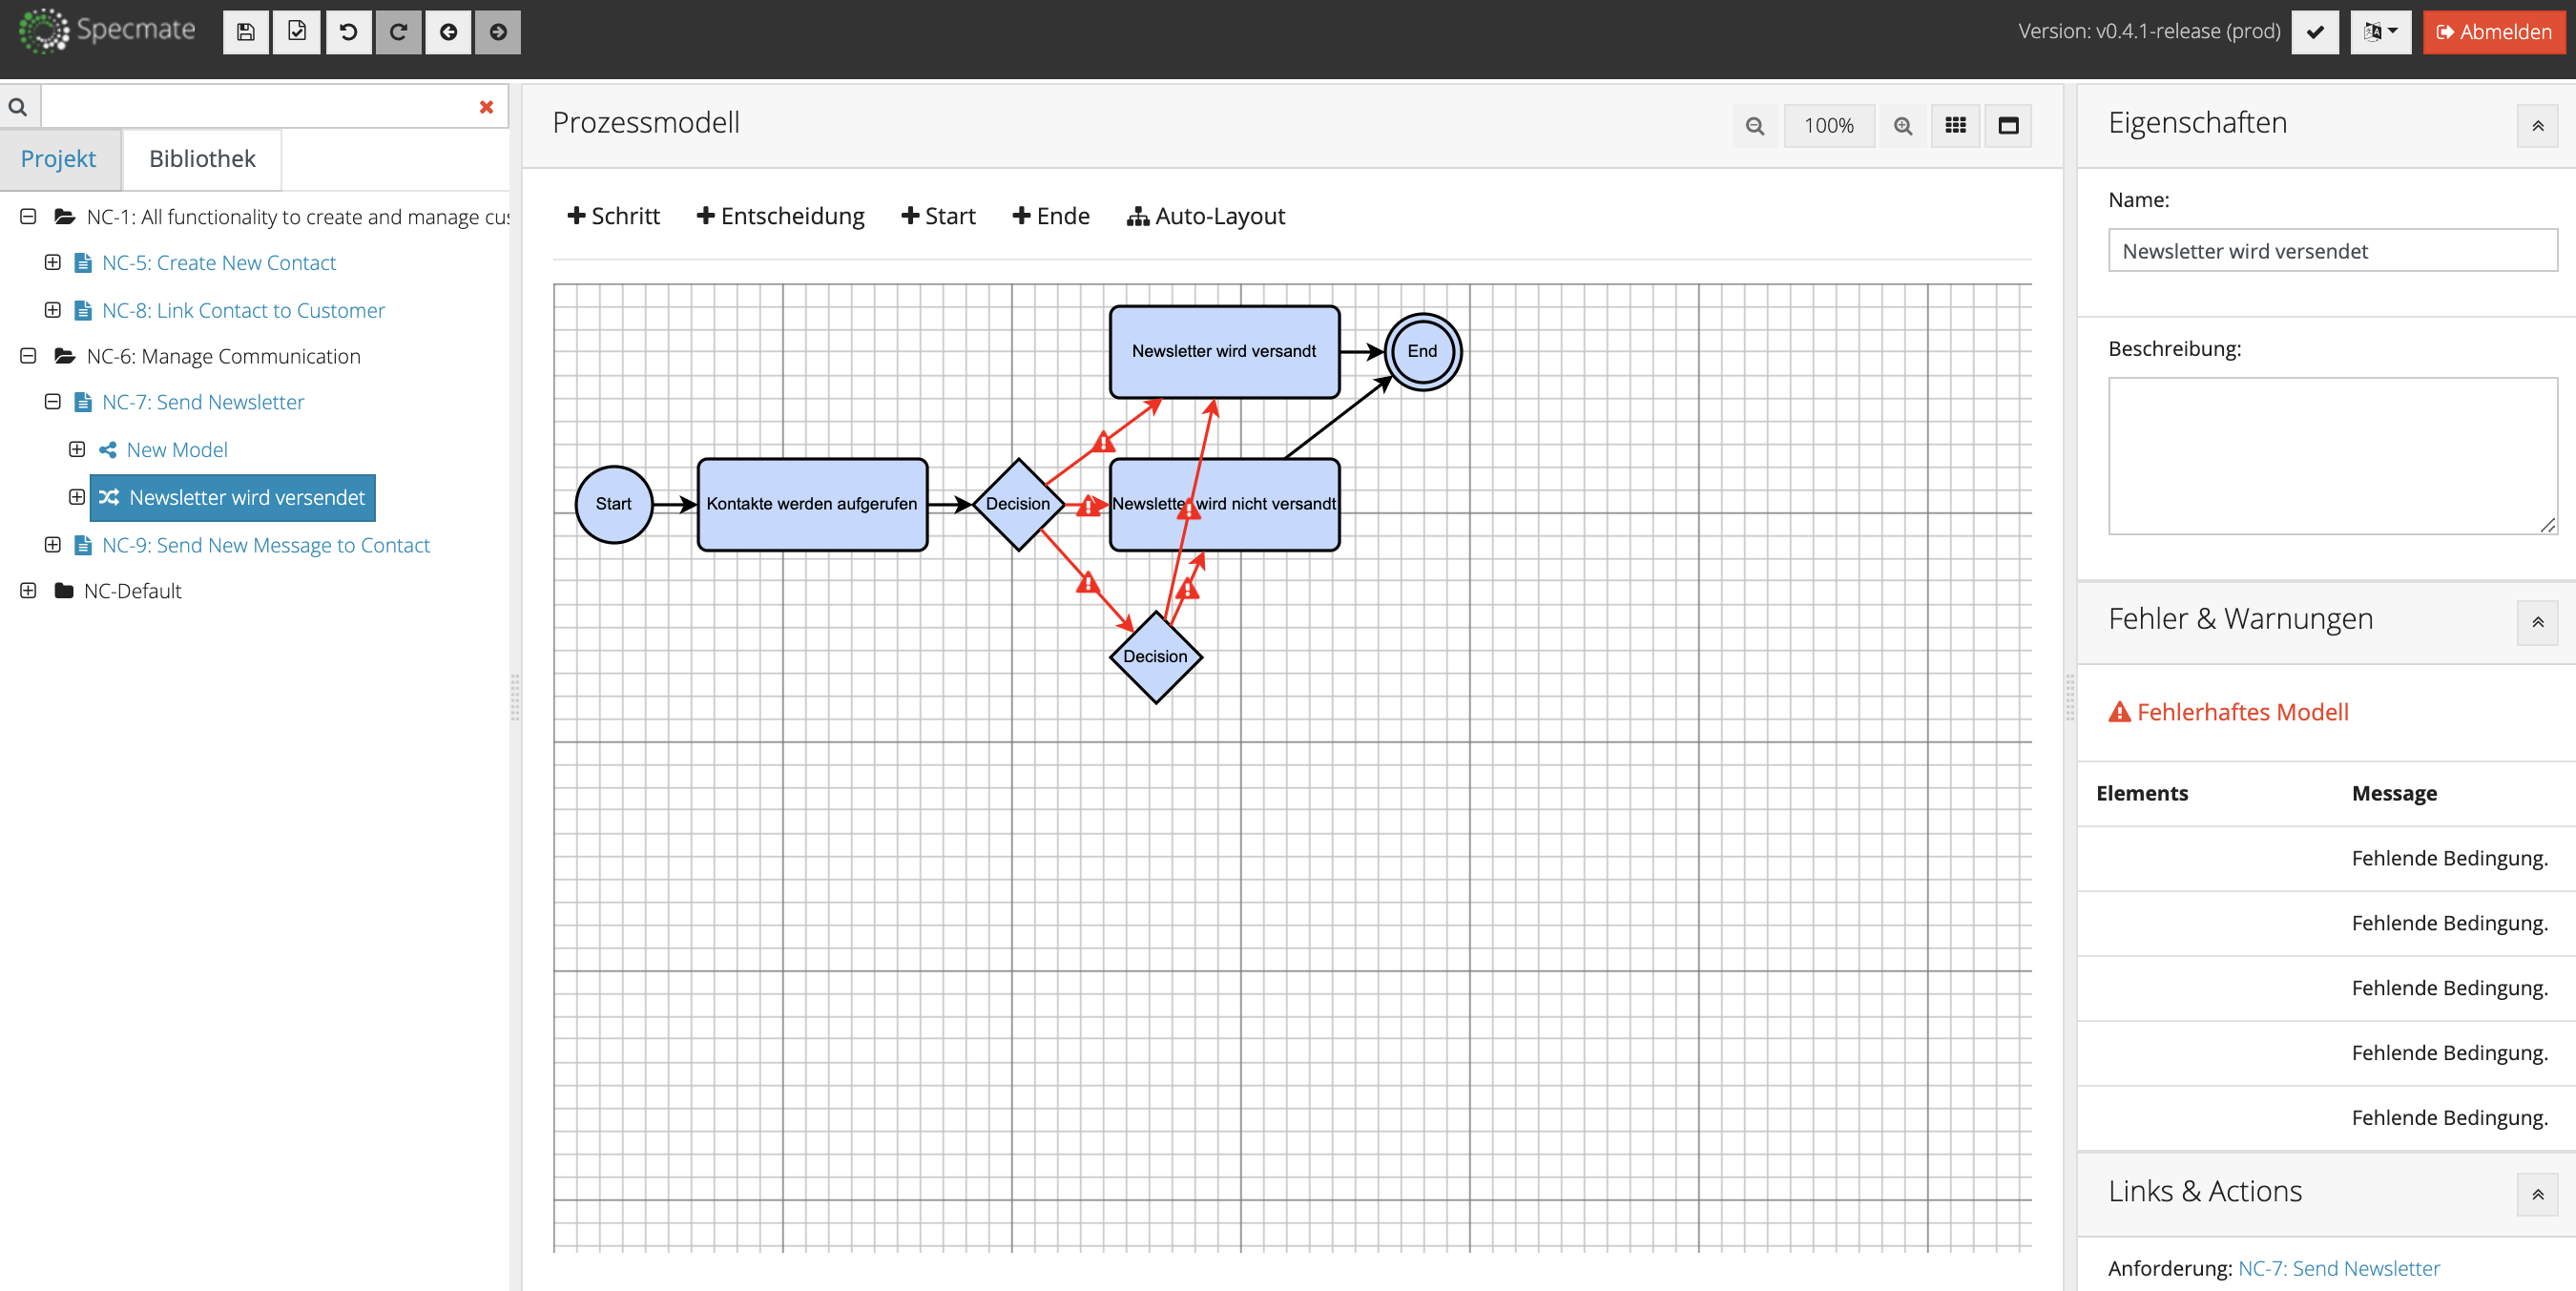 Specmate
Version: v0.4.1-release (prod)
Abmelden
Projekt
Bibliothek
NC-1: All functionality to create and manage cus
NC-5: Create New Contact
NC-8: Link Contact to Customer
NC-6: Manage Communication
NC-7: Send Newsletter
New Model
Newsletter wird versendet
NC-9: Send New Message to Contact
NC-Default
Prozessmodell
100%
Schritt
Entscheidung
Start
Ende
Auto-Layout
Newsletter wird versandt
End
Start
Kontakte werden aufgerufen
Decision
Newsletter wird nicht versandt
Decision
Eigenschaften
Name:
Newsletter wird versendet
Beschreibung:
Fehler & Warnungen
Fehlerhaftes Modell
Elements Message
Fehlende Bedingung.
Fehlende Bedingung.
Fehlende Bedingung.
Fehlende Bedingung.
Fehlende Bedingung.
Links & Actions
Anforderung: NC-7: Send Newsletter